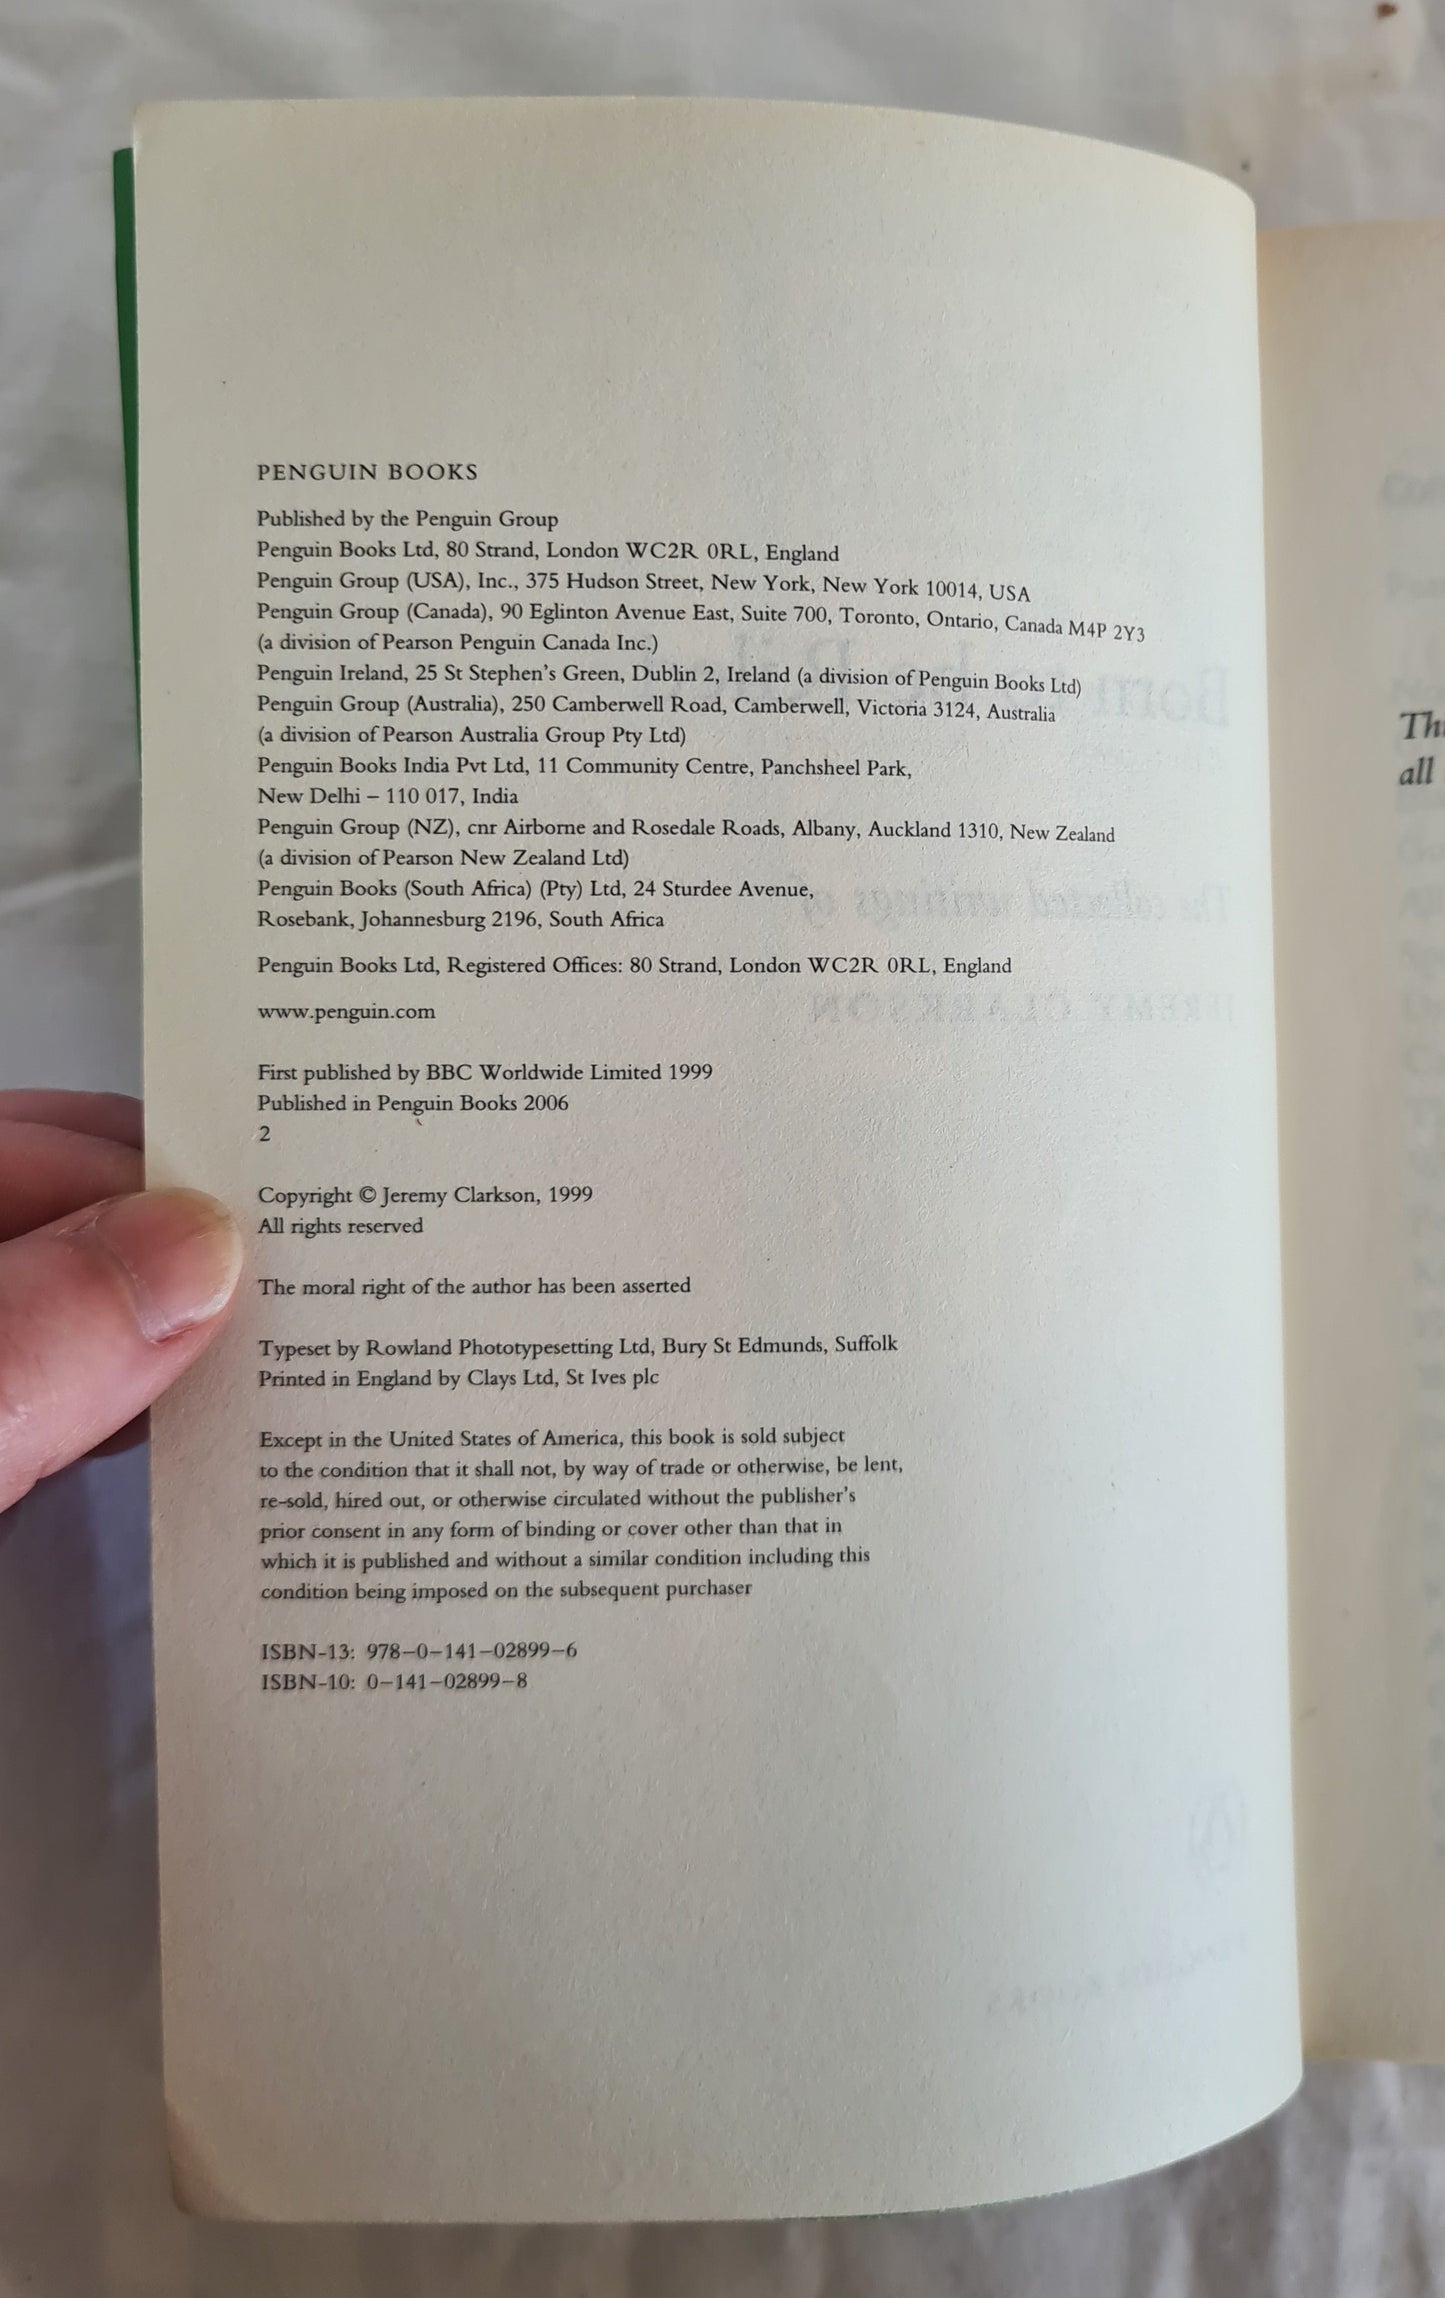 PENGUIN BOOKS
Published by the Penguin Group
Penguin Books Ltd, 80 Strand, London WC2R 0RL, England
Penguin Group (USA), Inc., 375 Hudson Street, New York, New York 10014, USA
Penguin Group (Canada), 90 Eglinton Avenue East, Suite 700, Toronto, Ontario, Canada M4P 2Y3
(a division of Pearson Penguin Canada Inc.)
Penguin Ireland, 25 St Stephen's Green, Dublin 2, Ireland (a division of Penguin Books Ltd)
Penguin Group (Australia), 250 Camberwell Road, Camberwell, Victoria 3124, Australia
(a division of Pearson Australia Group Pty Ltd)
Penguin Books India Pvt Ltd, 11 Community Centre, Panchsheel Park,
New Delhi – 110 017, India
Penguin Group (NZ), cnr Airborne and Rosedale Roads, Albany, Auckland 1310, New Zealand
(a division of Pearson New Zealand Ltd)
Penguin Books (South Africa) (Pty) Ltd, 24 Sturdee Avenue,
Rosebank, Johannesburg 2196, South Africa
Penguin Books Ltd, Registered Offices: 80 Strand, London WC2R 0RL, England
www.penguin.com
First published by BBC Worldwide Limited 1999
Published in Penguin Books 2006
2
Copyright © Jeremy Clarkson, 1999
All rights reserved
The moral right of the author has been asserted
Typeset by Rowland Phototypesetting Ltd, Bury St Edmunds, Suffolk
Printed in England by Clays Ltd, St Ives plc
Except in the United States of America, this book is sold subject
to the condition that it shall not, by way of trade or otherwise, be lent,
re-sold, hired out, or otherwise circulated without the publisher's
prior consent in any form of binding or cover other than that in
which it is published and without a similar condition including this
condition being imposed on the subsequent purchaser
ISBN-13: 978–0–141–02899–6
ISBN-10: 0–141–02899–8
all